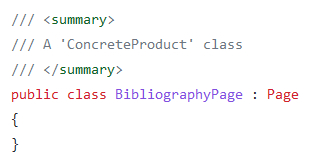 /// <summary>
/// A 'ConcreteProduct' class
/// </summary>
public class BibliographyPage : Page
{
}